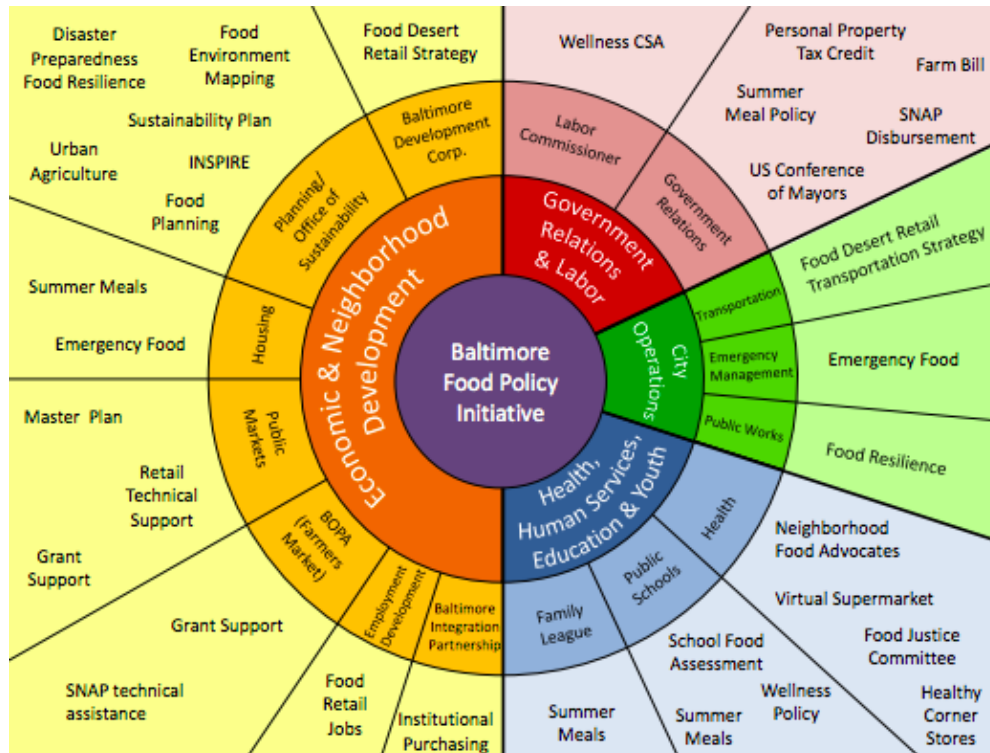 Disaster
Preparedness
Food Resilience
Food
Environment
Mapping
Sustainability Plan
Urban
Agriculture
INSPIRE
Food
Planning
Food Desert
Retail Strategy
Wellness CSA
Personal Property
Tax Credit
Farm Bill
Summer
Meal Policy
SNAP
Disbursement
US Conference
of Mayors
Baltimore
Development
Corp.
Labor
Commissioner
Government
Relations
Planning/
Office of
Sustainability
Government
Relations
& Labor
Food Desert Retail
Transportation Strategy
Transportation
Summer Meals
Emergency Food
Housing
Economic & Neighborhood
Development
Baltimore
Food Policy
Initiative
City
Operations
Emergency
Management
Emergency Food
Public Works
Food Resilience
Master Plan
Retail
Technical
Support
Grant
Support
Public
Markets
Health,
Human Services,
Education & Youth
Health
Neighborhood
Food Advocates
Virtual Supermarket
Food Justice
Committee
Healthy
Corner
Stores
BOPA
(Farmers
Market)
Grant Support
SNAP technical
assistance
Employment
Development
Food
Retail
Jobs
Baltimore
Integration
Partnership
Institutional
Purchasing
Family
League
Summer
Meals
Public
Schools
School Food
Assessment
Wellness
Policy
Summer
Meals